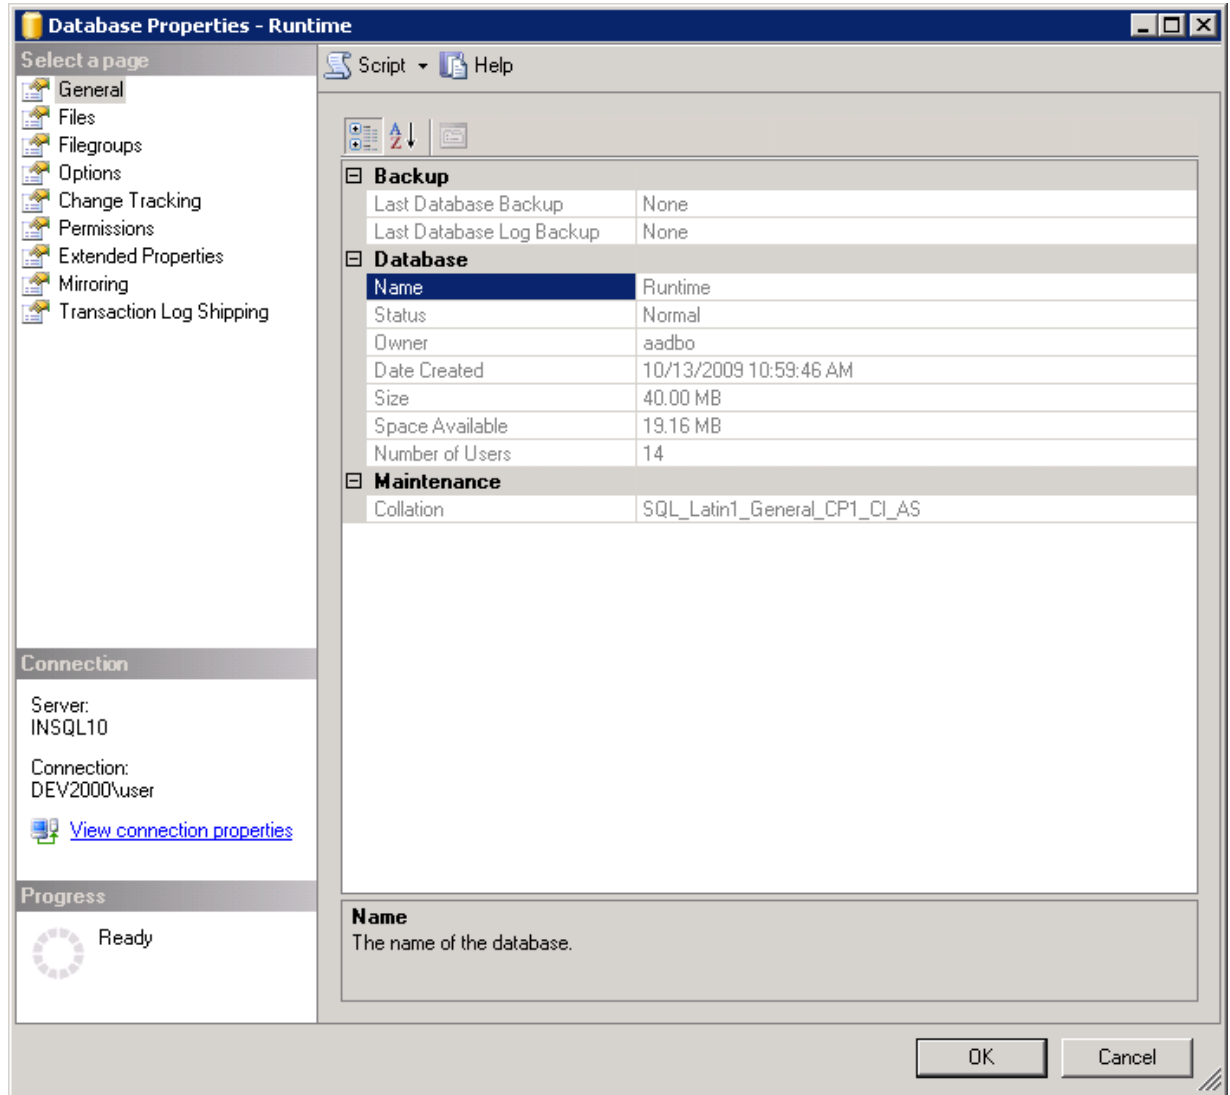 Database Properties - Runtime
Select a page
General
Files
Filegroups
Options
Change Tracking
Permissions
Extended Properties
Mirroring
Transaction Log Shipping
Connection
Server:
INSQL10
Connection:
DEV2000\user
View connection properties
Progress
Ready
Script Help
A
Z
Backup
Last Database Backup None
Last Database Log Backup None
Database
Name Runtime
Status Normal
Owner aadbo
Date Created 10/13/2009 10:59:46 AM
Size 40.00 MB
Space Available 19.16 MB
Number of Users 14
Maintenance
Collation SQL_Latin1_General_CP1_CI_AS
Name
The name of the database.
OK Cancel